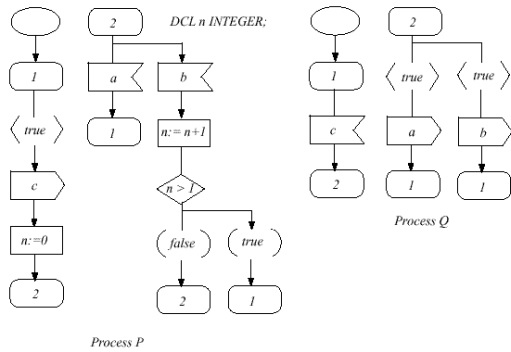 2
DCL n INTEGER;
2
1
a
b
1
true
true
true
1
n:= n+1
c
a
b
c
n > 1
2
1
1
n:=0
false
true
Process Q
2
2
1
Process P